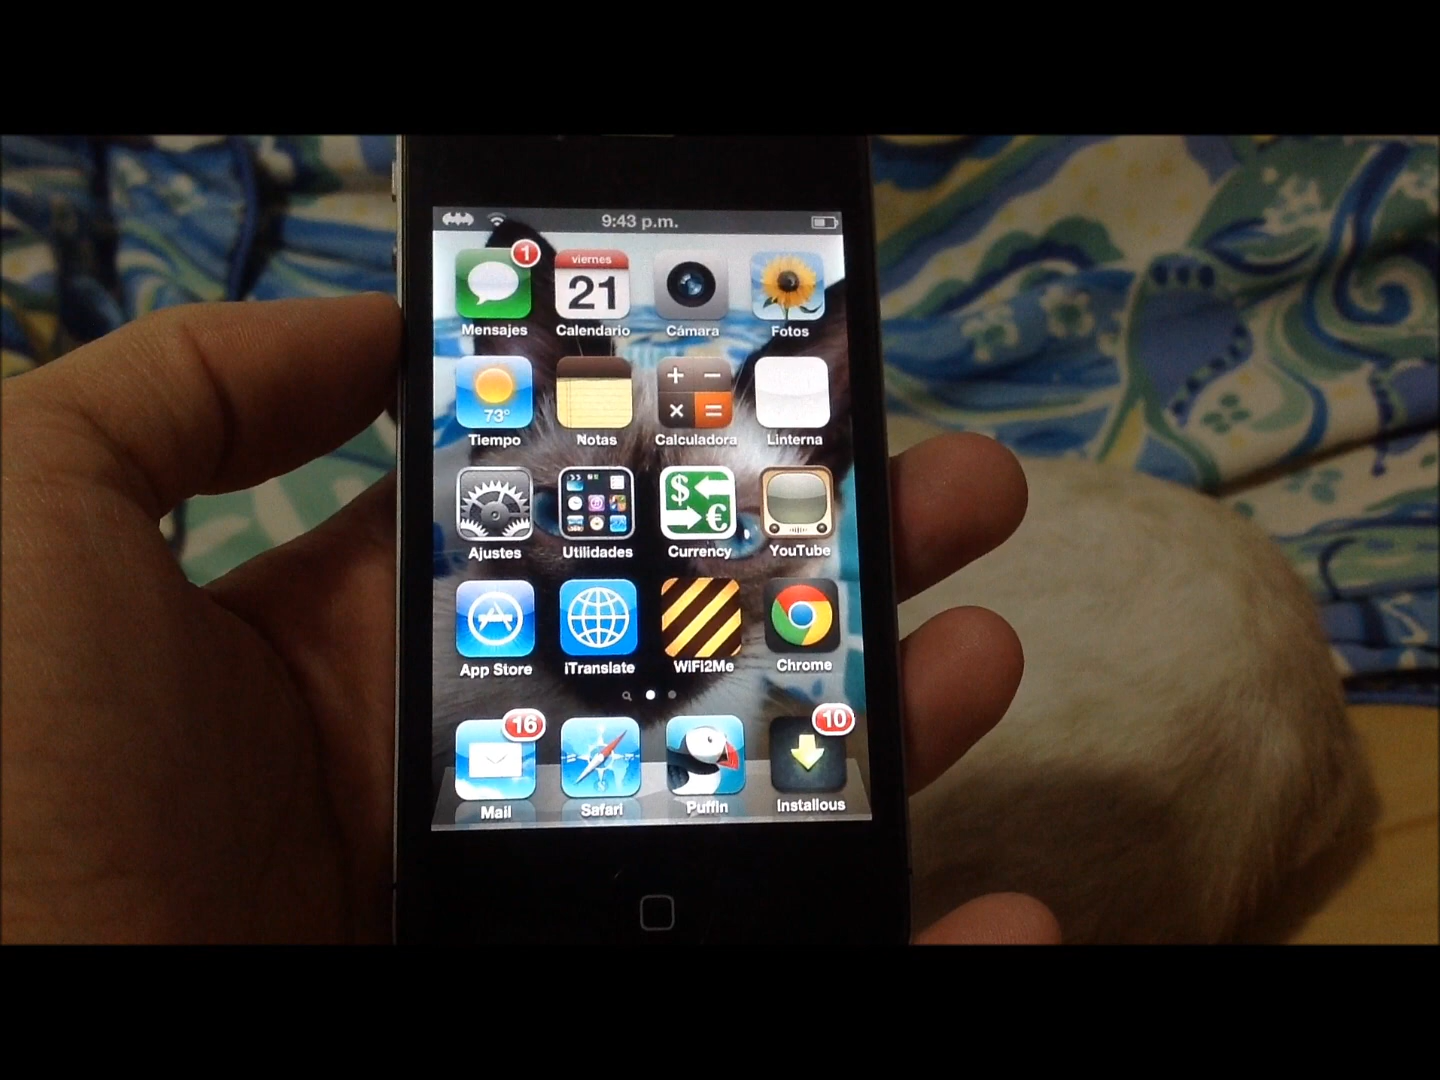 9:43 p.m.
1
viernes
21
Mensajes
Calendario
Cámara
Fotos
73°
Tiempo
Notas
Calculadora
Linterna
$
€
Ajustes
Utilidades
Currency
YouTube
App Store
iTranslate
WiFi2Me
Chrome
16
10
Mail
Safari
Puffin
Installous